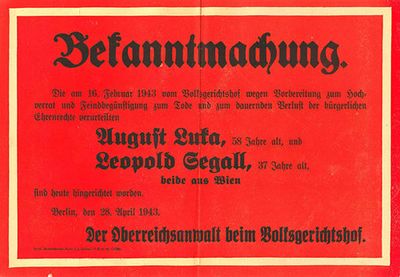 Bekanntmachung.
Die am 16. Februar 1943 vom Volksgerichtshof wegen Vorbereitung zum Hoch-
verrat und Feindbegünstigung zum Tode und zum dauernden Verlust der bürgerlichen
Ehrenrechte verurteilten
August Luka, 58 Jahre alt, und
Leopold Segall, 37 Jahre alt,
beide aus Wien
sind heute hingerichtet worden.
Berlin, den 28. April 1943.
Der Oberreichsanwalt beim Volksgerichtshof.